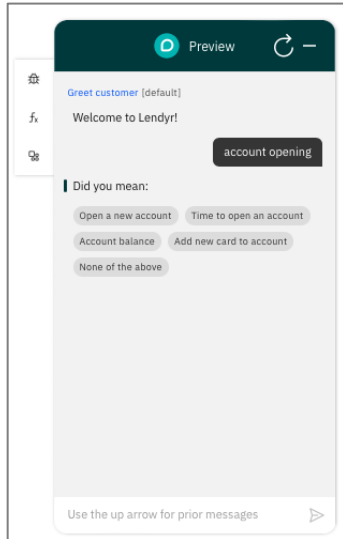 Preview
Greet customer [default]
Welcome to Lendyr!
account opening
Did you mean:
Open a new account
Time to open an account
Account balance
Add new card to account
None of the above
Use the up arrow for prior messages